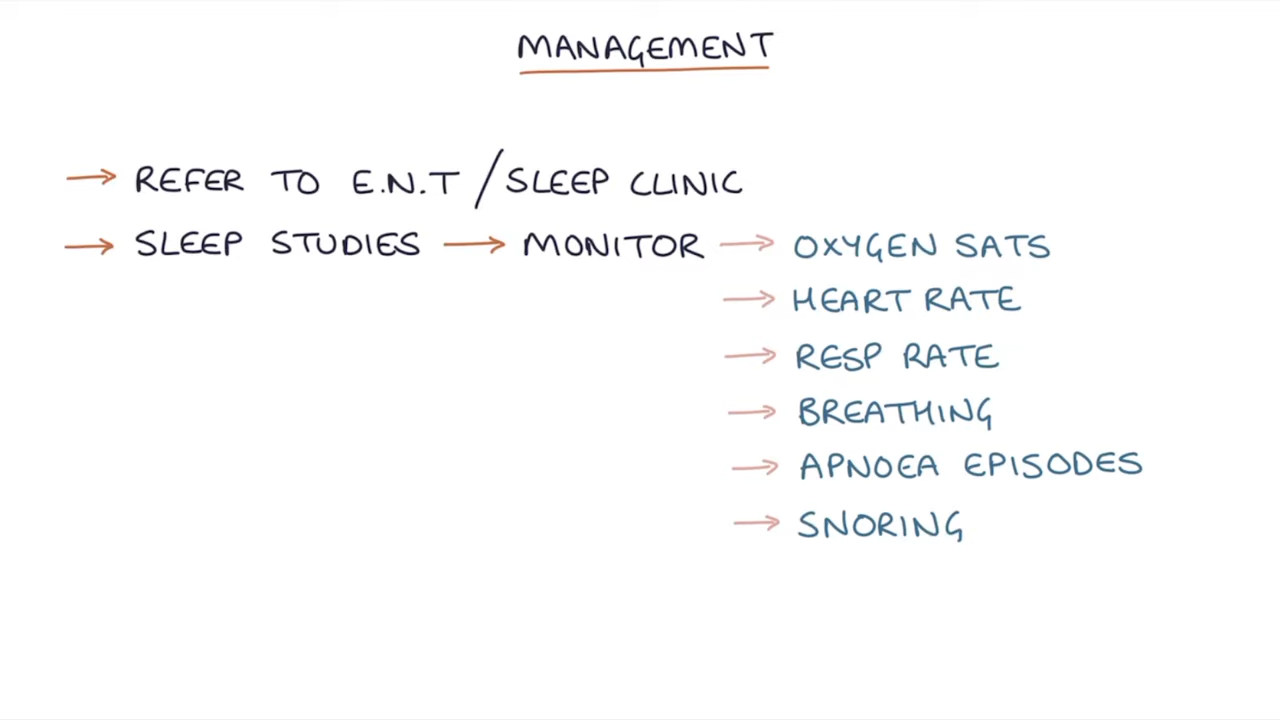 MANAGEMENT
→ REFER TO E.N.T / SLEEP CLINIC
→ SLEEP STUDIES → MONITOR → OXYGEN SATS
→ HEART RATE
→ RESP RATE
→ BREATHING
→ APNOEA EPISODES
→ SNORING